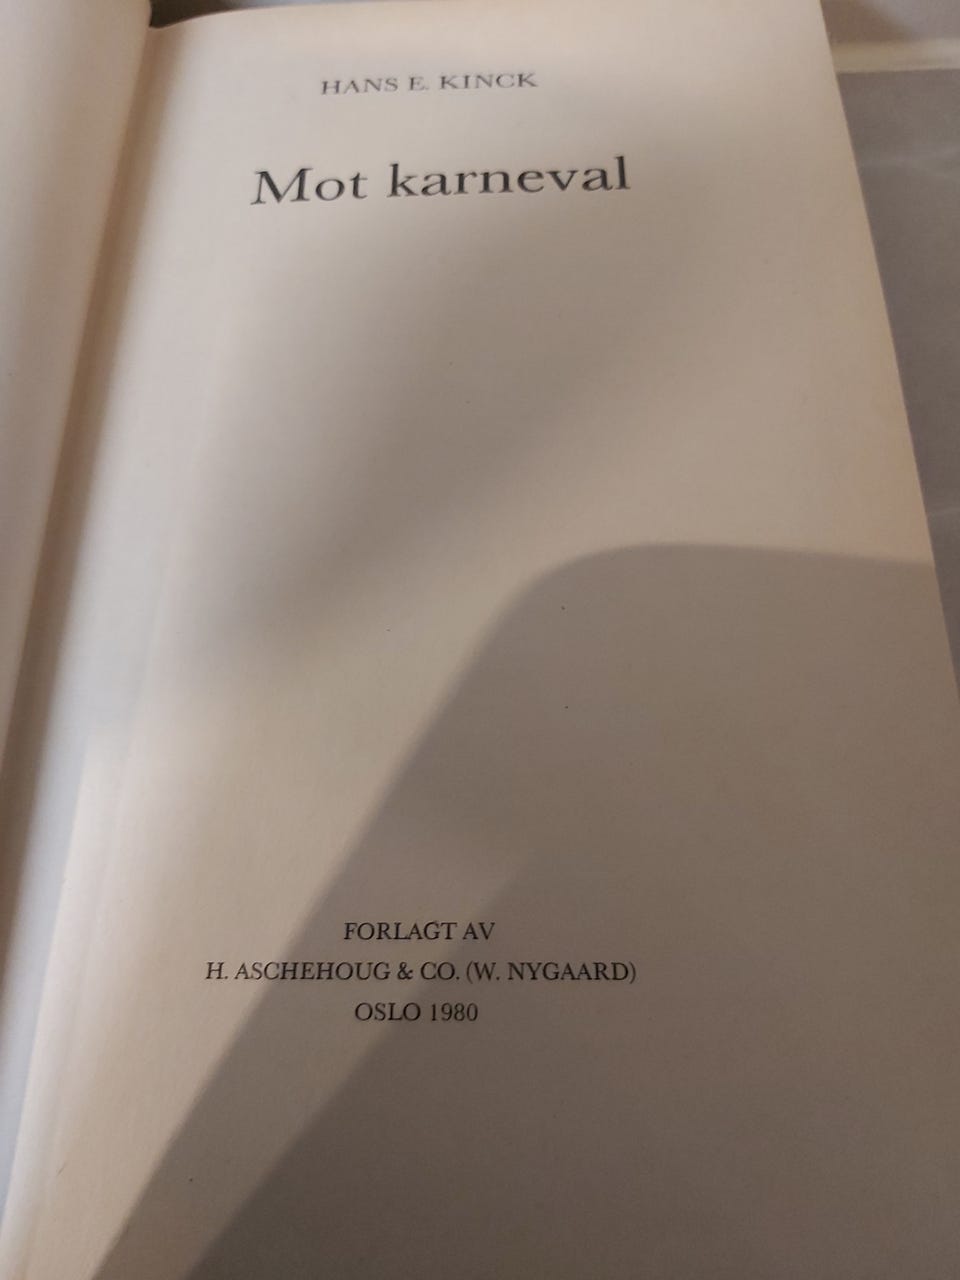 HANS E. KINCK
Mot karneval
FORLAGT AV
H. ASCHEHOUG & CO. (W. NYGAARD)
OSLO 1980